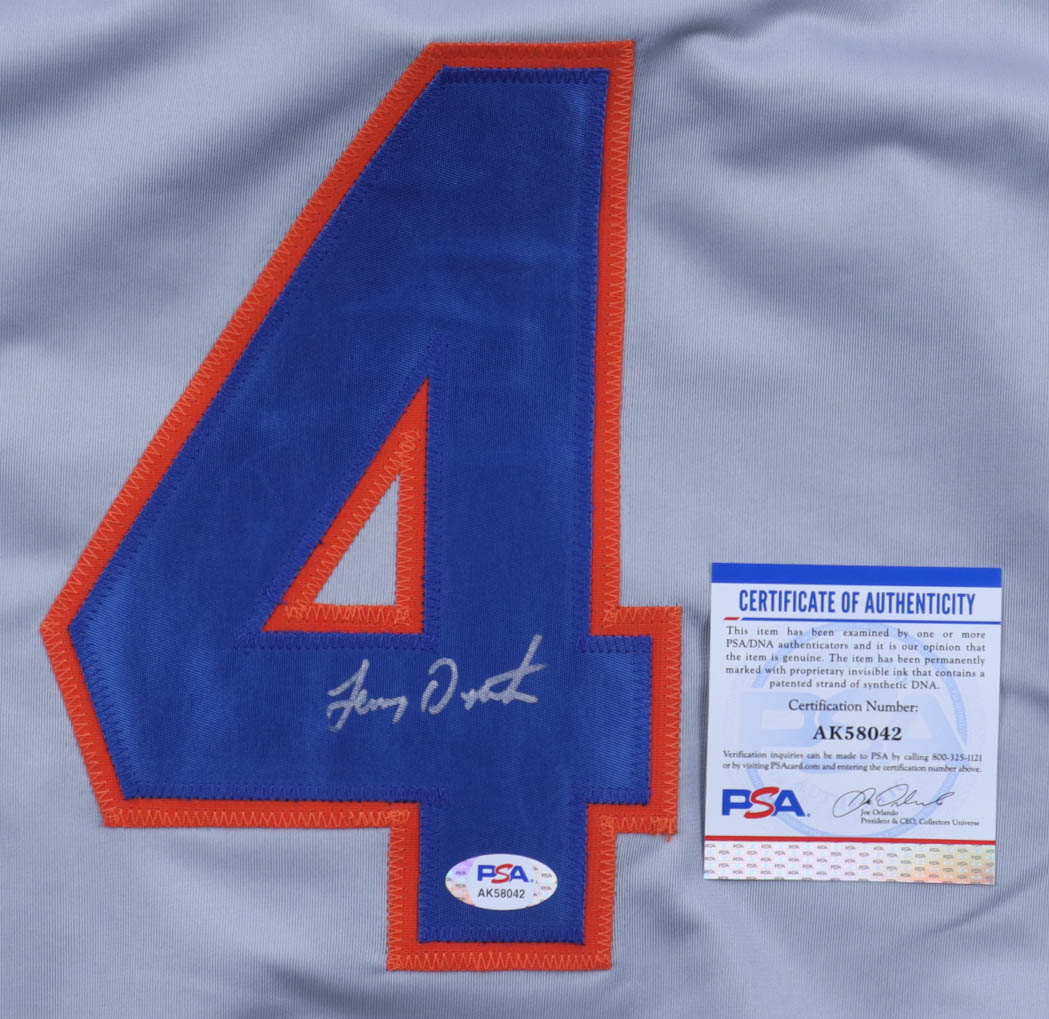 4
Lenny Dykstra
PSA
AK58042
CERTIFICATE OF AUTHENTICITY
This item has been examined by one or more
PSA/DNA authenticators and it is our opinion that
the item is genuine. The item has been permanently
marked with proprietary invisible ink that contains a
patented strand of synthetic DNA.
Certification Number:
AK58042
Verification inquiries can be made to PSA by calling 800-325-1121
or by visiting PSAcard.com and entering the certification number above.
PSA
Joe Orlando
President & CEO, Collectors Universe